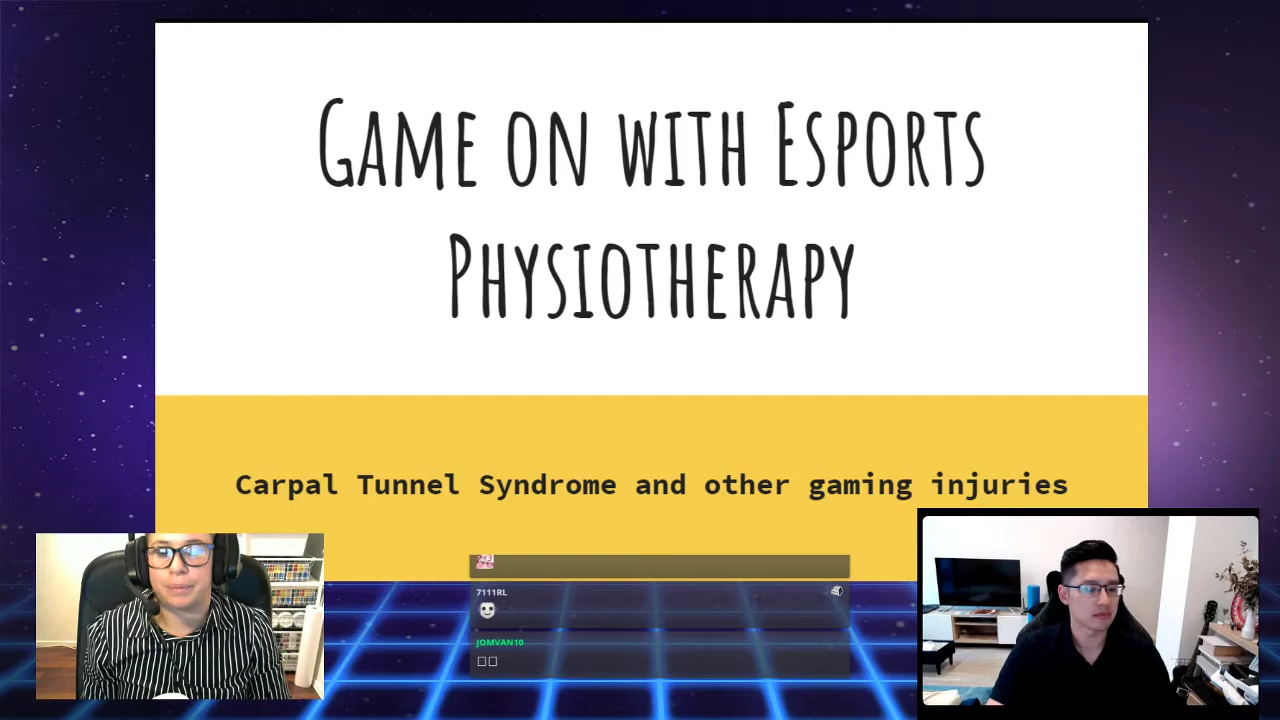 Game on with Esports
Physiotherapy
Carpal Tunnel Syndrome and other gaming injuries
7111RL
JOMVAN10